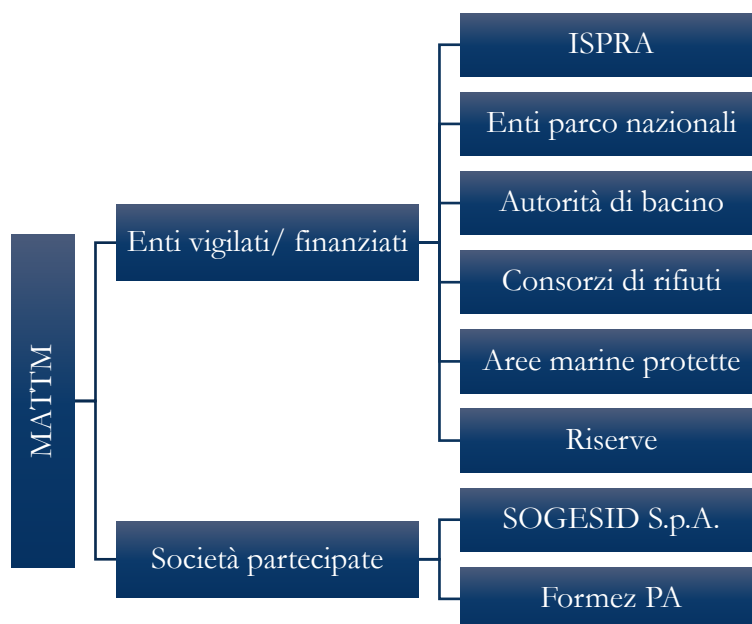 MATTM
Enti vigilati/ finanziati
ISPRA
Enti parco nazionali
Autorità di bacino
Consorzi di rifiuti
Aree marine protette
Riserve
Società partecipate
SOGESID S.p.A.
Formez PA